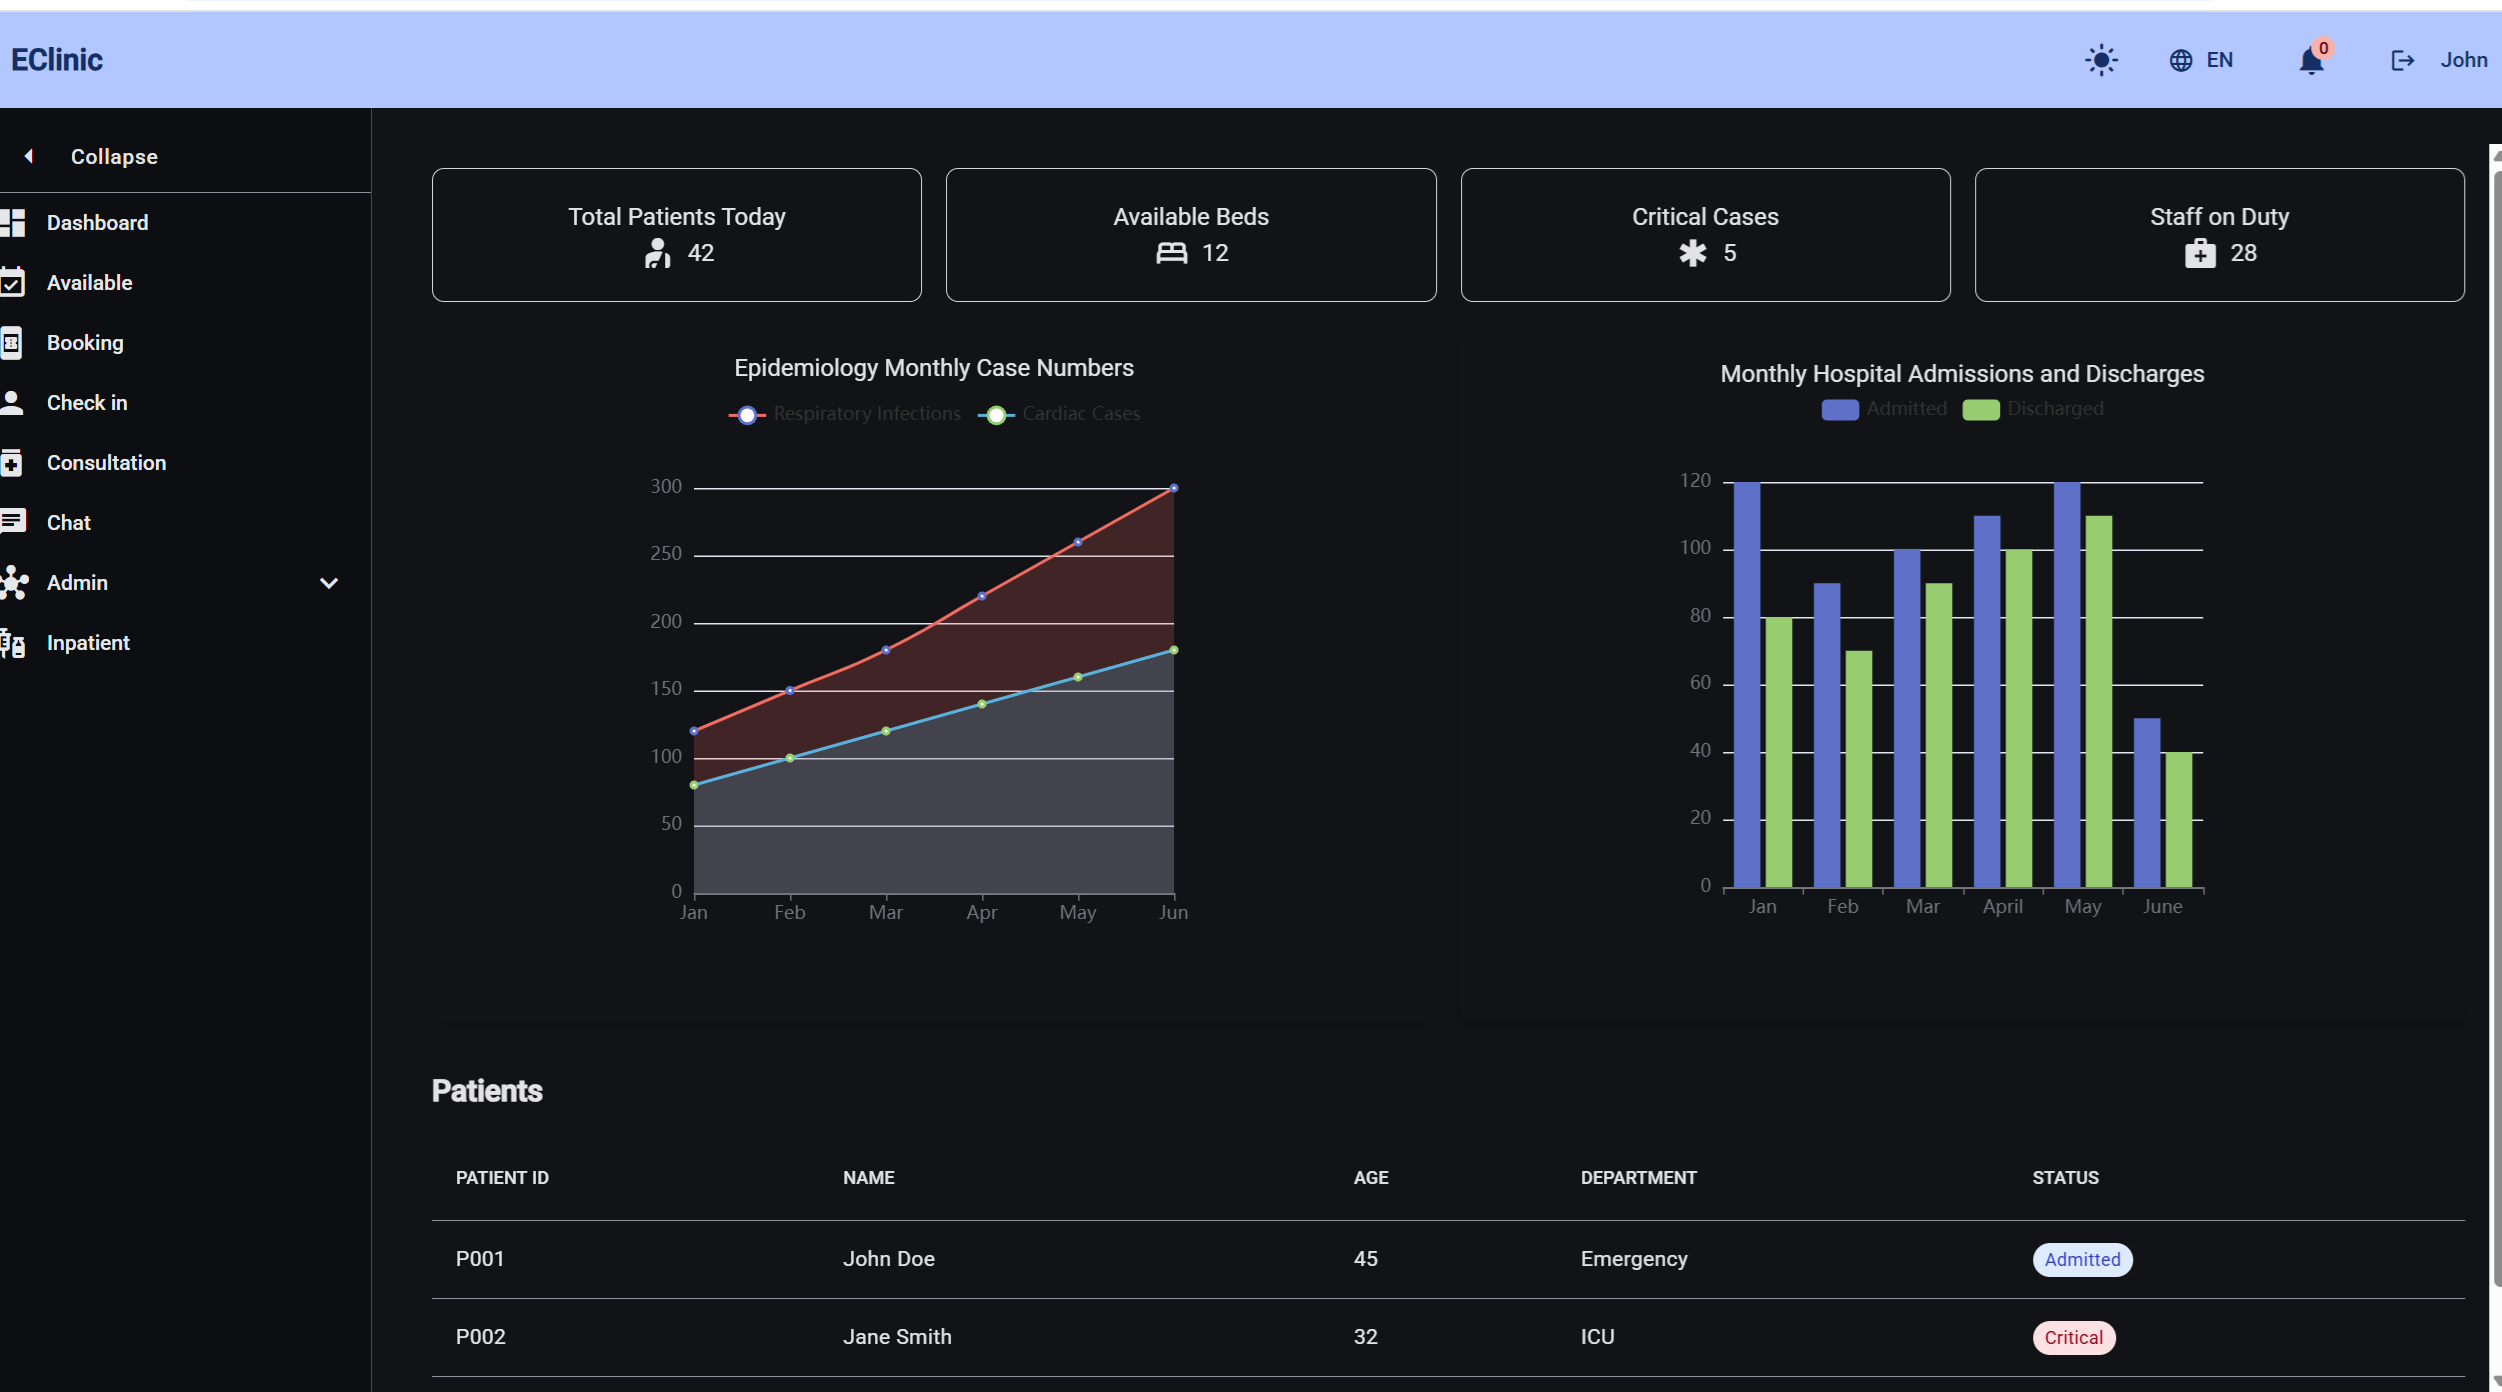 EClinic
EN
0
John
Collapse
Dashboard
Available
Booking
Check in
Consultation
Chat
Admin
Inpatient
Total Patients Today
42
Available Beds
12
Critical Cases
5
Staff on Duty
28
Epidemiology Monthly Case Numbers
Respiratory Infections Cardiac Cases
300
250
200
150
100
50
0
Jan Feb Mar Apr May Jun
Monthly Hospital Admissions and Discharges
Admitted Discharged
120
100
80
60
40
20
0
Jan Feb Mar April May June
Patients
PATIENT ID NAME AGE DEPARTMENT STATUS
P001 John Doe 45 Emergency Admitted
P002 Jane Smith 32 ICU Critical